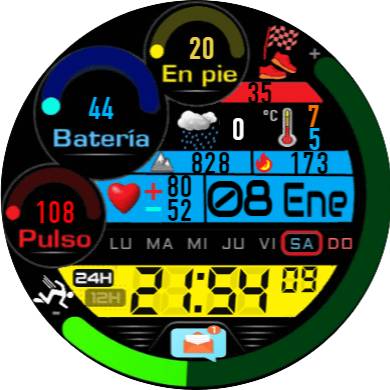 20
En pie
+
35
44
Batería
0
°C
7
5
828
173
+ 80
- 52
08 Ene
108
Pulso
LU MA MI JU VI SA DO
24H
12H
21:54 09
-
1